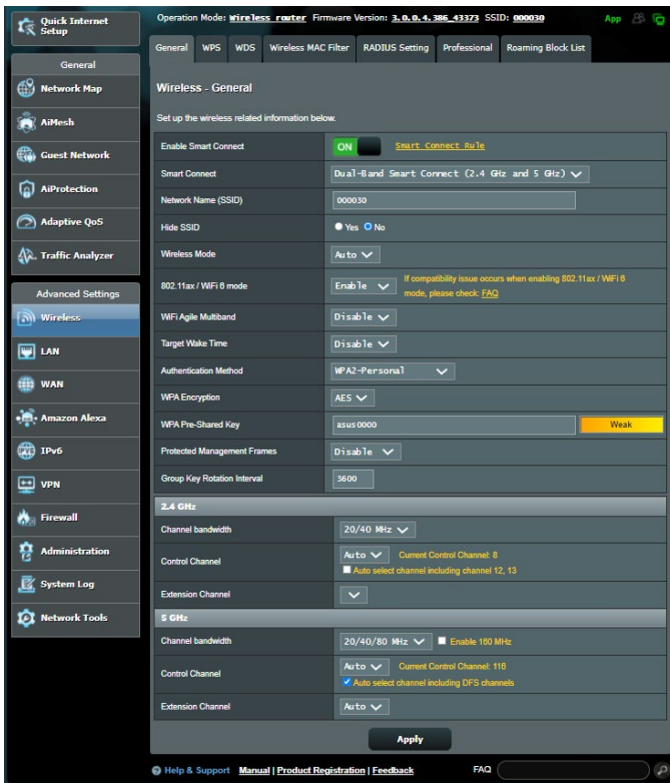 Quick Internet Setup
Operation Mode: Wireless router Firmware Version: 3.0.0.4.386_43373 SSID: 000030 App
General WPS WDS Wireless MAC Filter RADIUS Setting Professional Roaming Block List
General
Network Map
AiMesh
Guest Network
AiProtection
Adaptive QoS
Traffic Analyzer
Advanced Settings
Wireless
LAN
WAN
Amazon Alexa
IPv6
VPN
Firewall
Administration
System Log
Network Tools
Wireless - General
Set up the wireless related information below.
Enable Smart Connect ON Smart Connect Rule
Smart Connect Dual-Band Smart Connect (2.4 GHz and 5 GHz)
Network Name (SSID) 000030
Hide SSID Yes No
Wireless Mode Auto
802.11ax / WiFi 6 mode Enable If compatibility issue occurs when enabling 802.11ax / WiFi 6
mode, please check: FAQ
WiFi Agile Multiband Disable
Target Wake Time Disable
Authentication Method WPA2-Personal
WPA Encryption AES
WPA Pre-Shared Key asus0000 Weak
Protected Management Frames Disable
Group Key Rotation Interval 3600
2.4 GHz
Channel bandwidth 20/40 MHz
Control Channel Auto Current Control Channel: 8
Auto select channel including channel 12, 13
Extension Channel
5 GHz
Channel bandwidth 20/40/80 MHz Enable 160 MHz
Control Channel Auto Current Control Channel: 116
Auto select channel including DFS channels
Extension Channel Auto
Apply
Help & Support Manual | Product Registration | Feedback FAQ